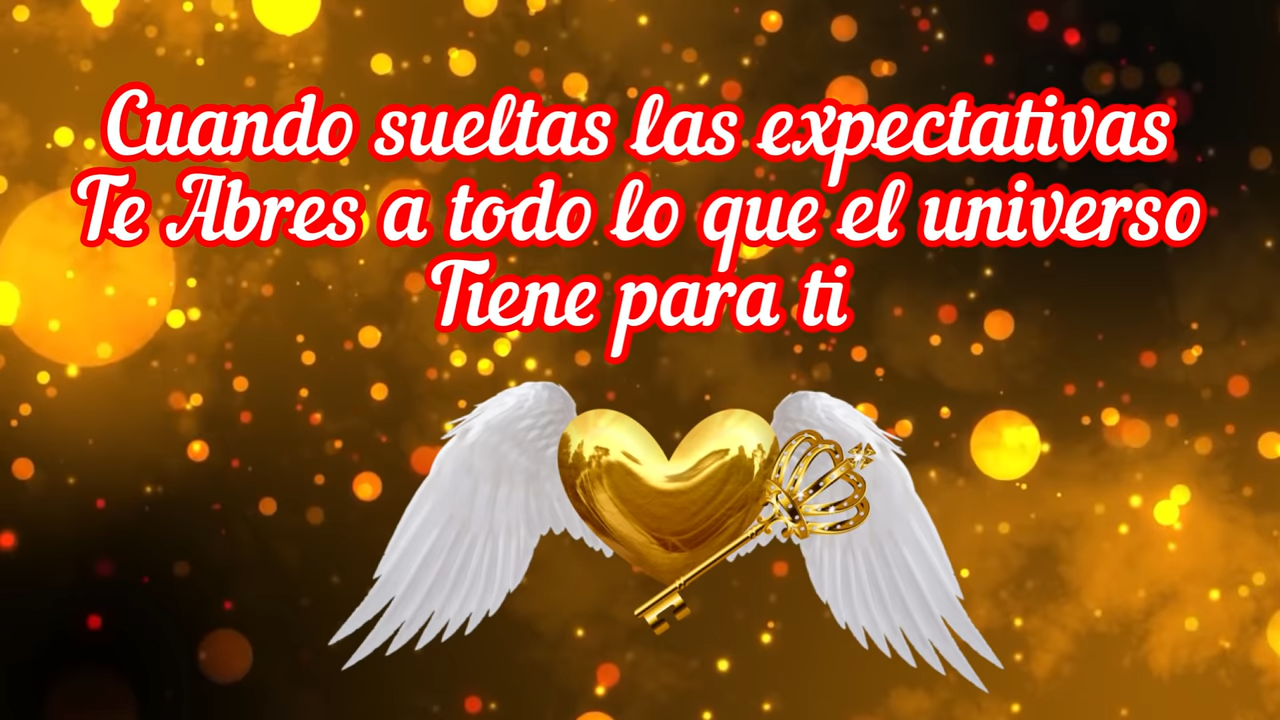 Cuando sueltas las expectativas
Te Abres a todo lo que el universo
Tiene para ti